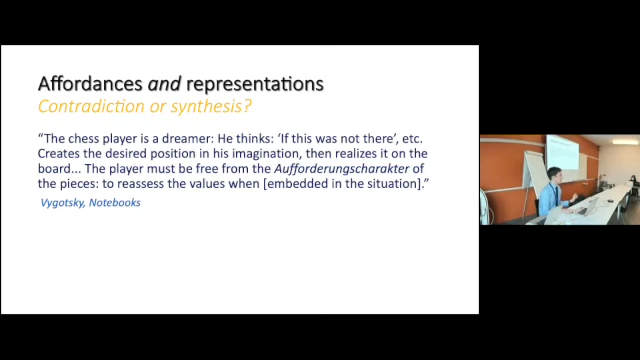 Affordances and representations
Contradiction or synthesis?
“The chess player is a dreamer: He thinks: ‘If this was not there’, etc.
Creates the desired position in his imagination, then realizes it on the
board... The player must be free from the Aufforderungscharakter of
the pieces: to reassess the values when [embedded in the situation].”
Vygotsky, Notebooks